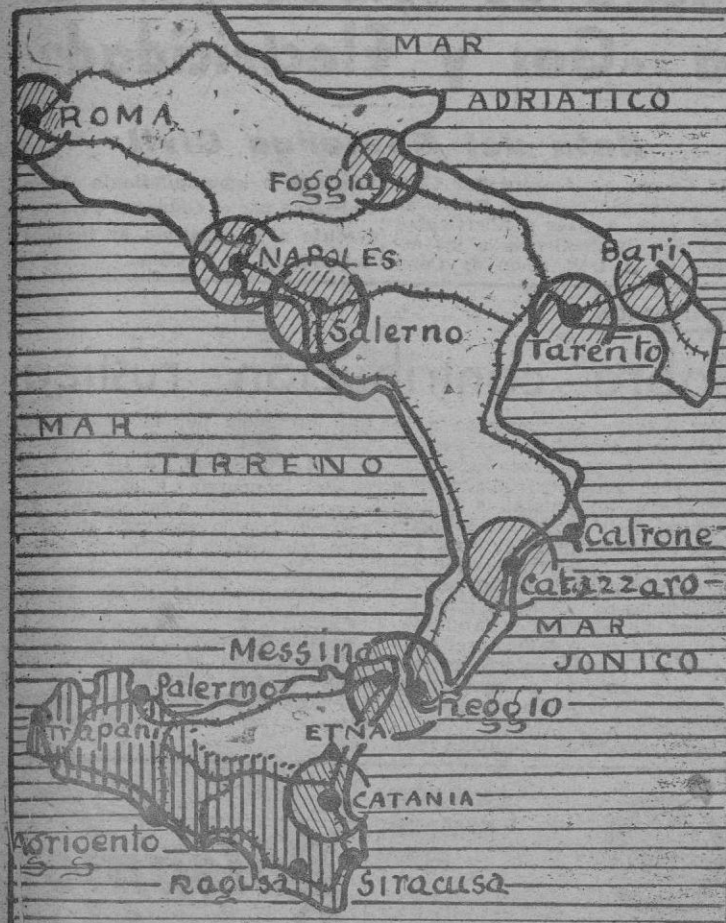 MAR
ADRIATICO
ROMA
Foggia
NAPOLES
Bari
Salerno
Tarento
MAR
TIRRENO
Catrone
Catazzaro
MAR
JONICO
Messina
Palermo
Reggio
Trapani
ETNA
CATANIA
Agrigento
Ragusa
Siracusa